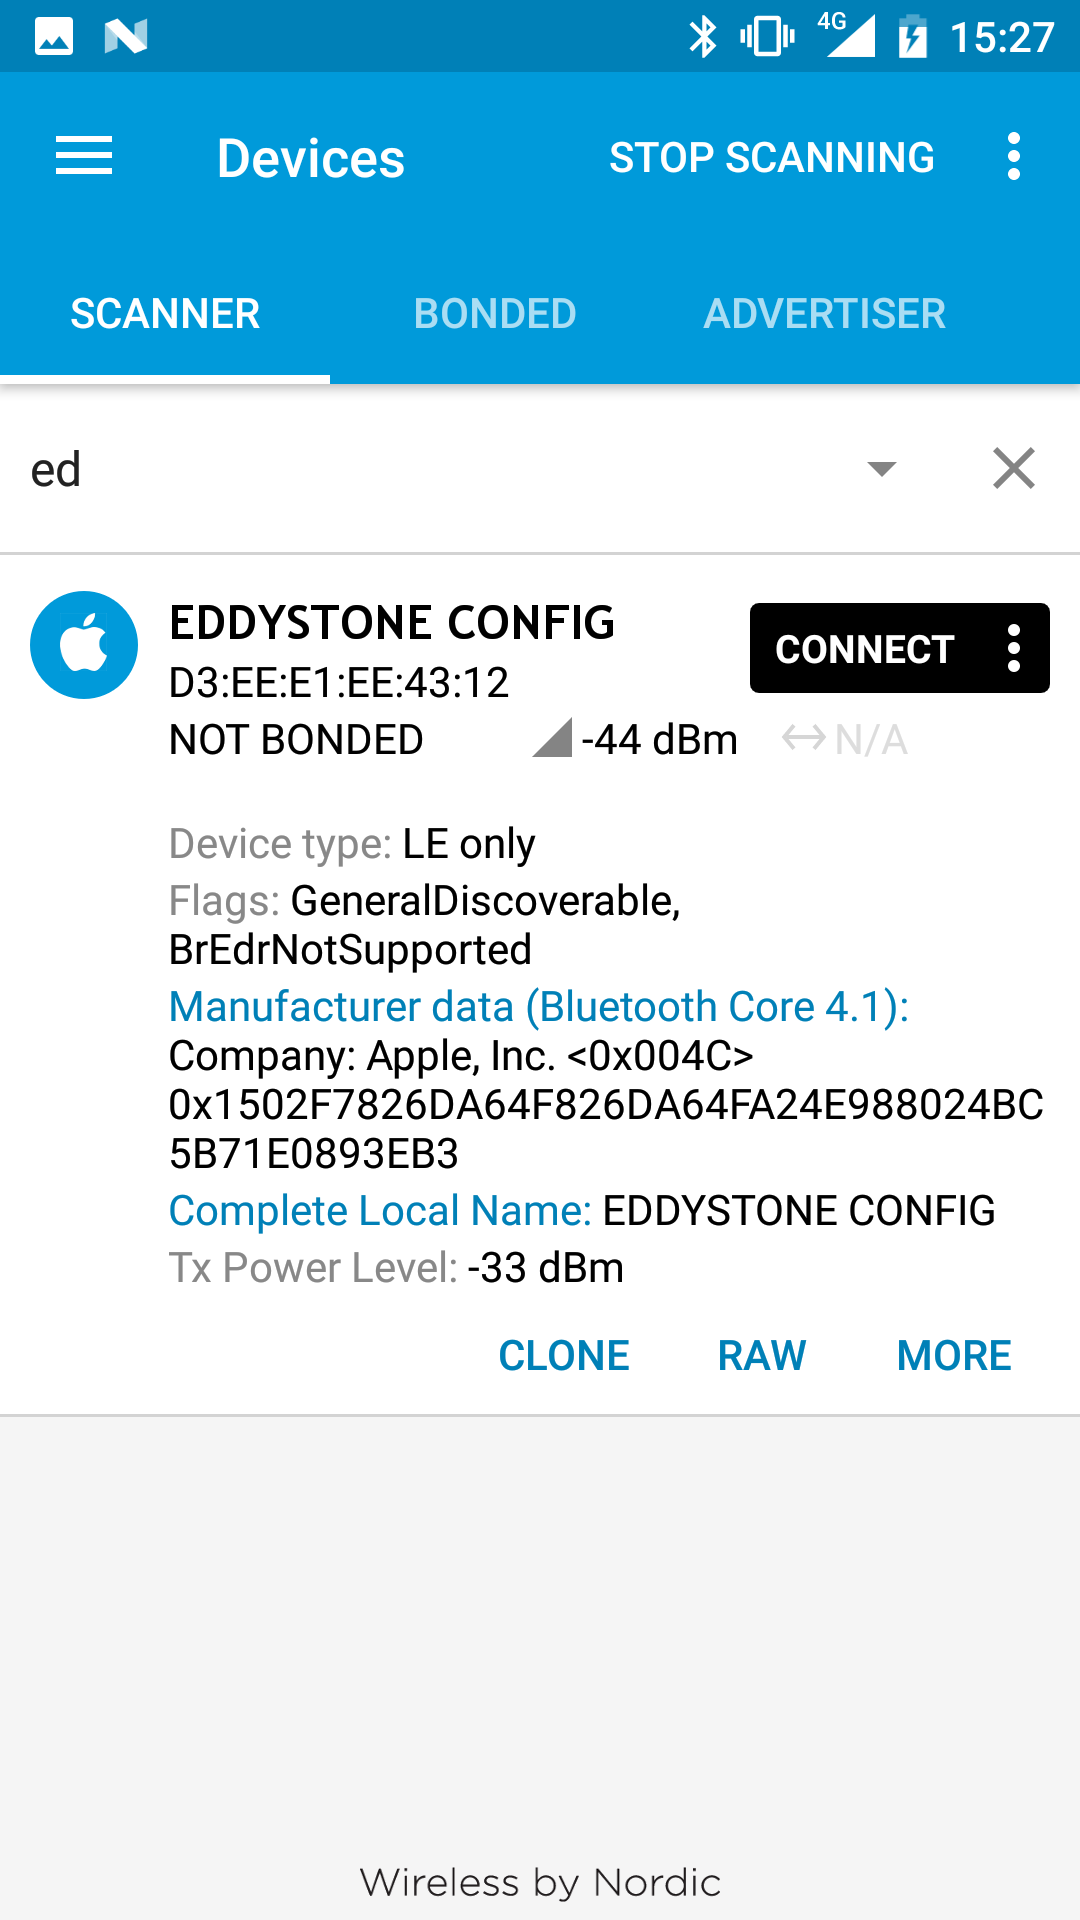 4G 15:27
Devices STOP SCANNING
SCANNER BONDED ADVERTISER
ed
EDDYSTONE CONFIG
CONNECT
D3:EE:E1:EE:43:12
NOT BONDED -44 dBm N/A
Device type: LE only
Flags: GeneralDiscoverable,
BrEdrNotSupported
Manufacturer data (Bluetooth Core 4.1):
Company: Apple, Inc. <0x004C>
0x1502F7826DA64F826DA64FA24E988024BC
5B71E0893EB3
Complete Local Name: EDDYSTONE CONFIG
Tx Power Level: -33 dBm
CLONE RAW MORE
Wireless by Nordic